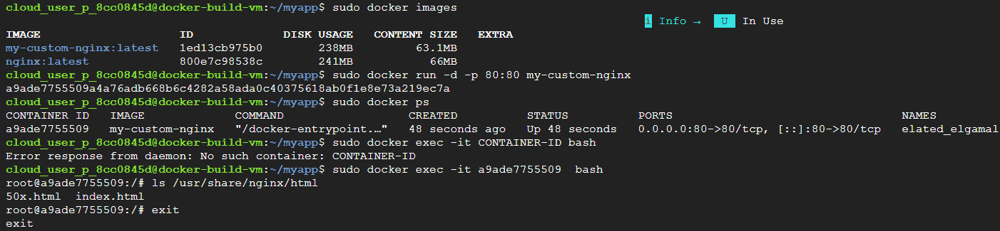 cloud_user_p_8cc0845d@docker-build-vm:~/myapp$ sudo docker images
i Info → U In Use
IMAGE ID DISK USAGE CONTENT SIZE EXTRA
my-custom-nginx:latest 1ed13cb975b0 238MB 63.1MB
nginx:latest 800e7c98538c 241MB 66MB
cloud_user_p_8cc0845d@docker-build-vm:~/myapp$ sudo docker run -d -p 80:80 my-custom-nginx
a9ade7755509a4a76adb668b6c4282a58ada0c40375618ab0f1e8e73a219ec7a
cloud_user_p_8cc0845d@docker-build-vm:~/myapp$ sudo docker ps
CONTAINER ID IMAGE COMMAND CREATED STATUS PORTS NAMES
a9ade7755509 my-custom-nginx "/docker-entrypoint.…" 48 seconds ago Up 48 seconds 0.0.0.0:80->80/tcp, [::]:80->80/tcp elated_elgamal
cloud_user_p_8cc0845d@docker-build-vm:~/myapp$ sudo docker exec -it CONTAINER-ID bash
Error response from daemon: No such container: CONTAINER-ID
cloud_user_p_8cc0845d@docker-build-vm:~/myapp$ sudo docker exec -it a9ade7755509  bash
root@a9ade7755509:/# ls /usr/share/nginx/html
50x.html index.html
root@a9ade7755509:/# exit
exit